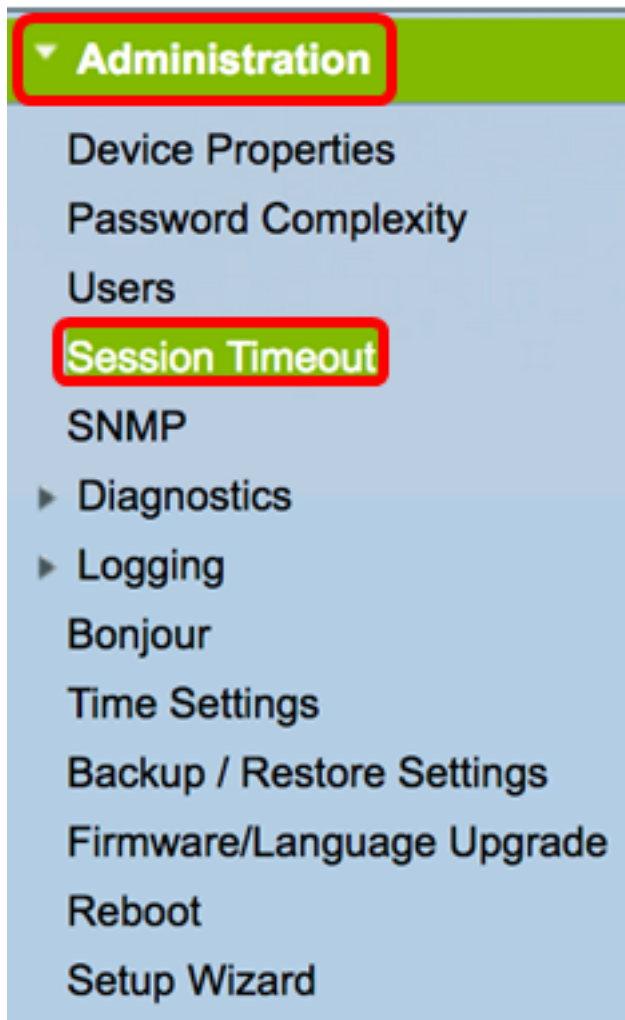 Administration
Device Properties
Password Complexity
Users
Session Timeout
SNMP
Diagnostics
Logging
Bonjour
Time Settings
Backup / Restore Settings
Firmware/Language Upgrade
Reboot
Setup Wizard